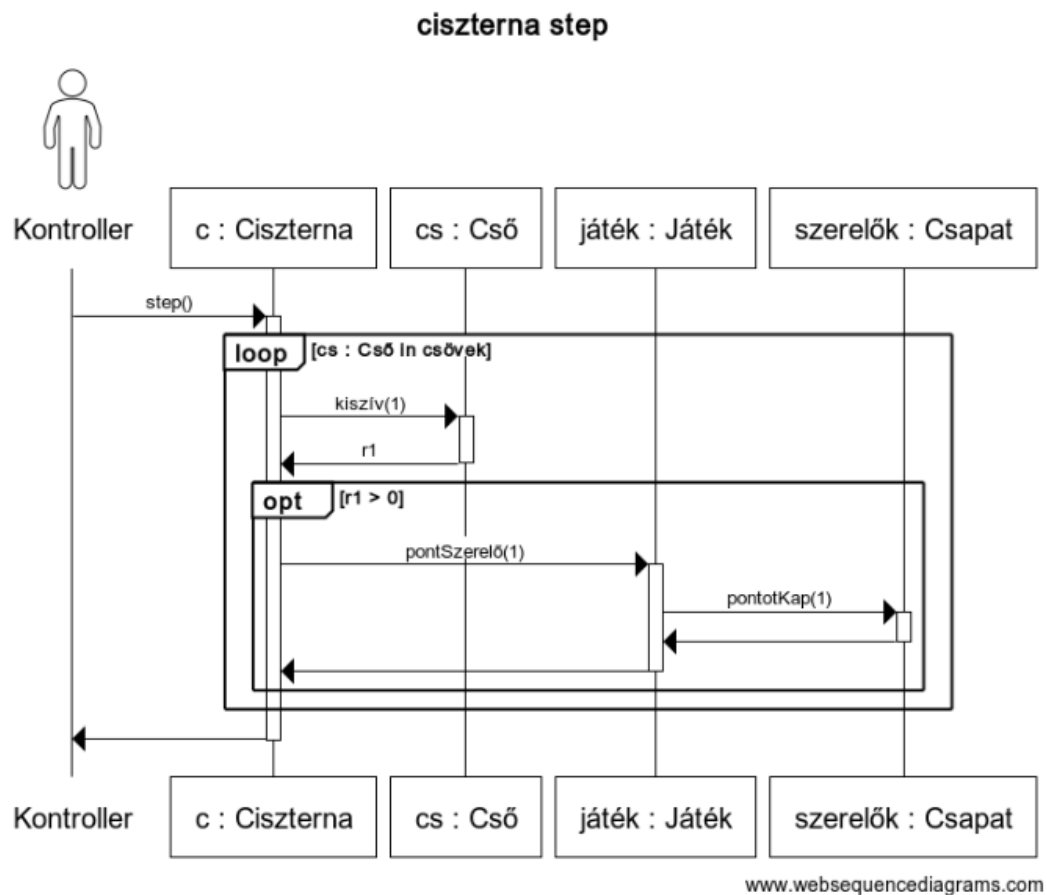 ciszterna step
Kontroller
c : Ciszterna
cs : Cső
játék : Játék
szerelők : Csapat
step()
loop
[cs : Cső in csövek]
kiszív(1)
r1
opt
[r1 > 0]
pontSzerelő(1)
pontotKap(1)
Kontroller
c : Ciszterna
cs : Cső
játék : Játék
szerelők : Csapat
www.websequencediagrams.com